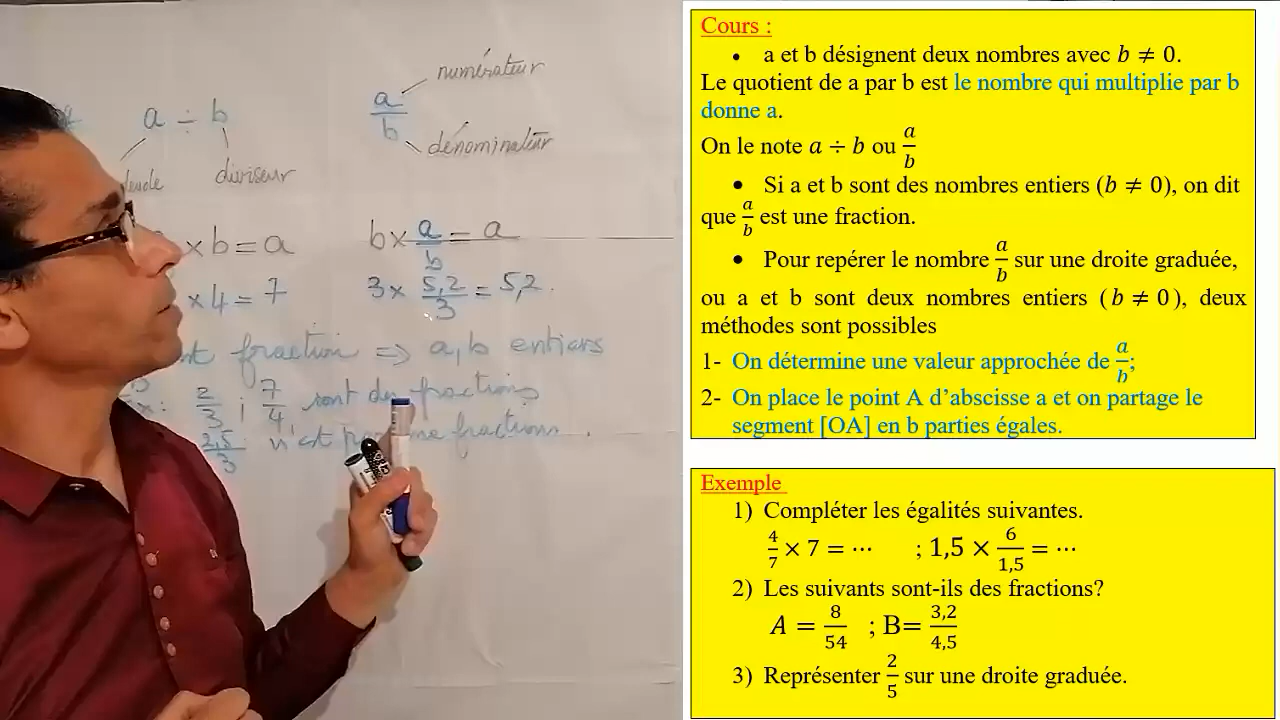 a ÷ b
diviseur
a/b
numérateur
dénominateur
× b = a
b × a/b = a
× 4 = 7
3 × 5,2/3 = 5,2.
fraction ⇒ a, b entiers
2/3 ; 7/4, sont des fractions
2,5/3 n'est pas une fraction.
Cours :
• a et b désignent deux nombres avec b ≠ 0.
Le quotient de a par b est le nombre qui multiplie par b
donne a.
On le note a ÷ b ou a/b
• Si a et b sont des nombres entiers (b ≠ 0), on dit
que a/b est une fraction.
• Pour repérer le nombre a/b sur une droite graduée,
ou a et b sont deux nombres entiers (b ≠ 0), deux
méthodes sont possibles
1- On détermine une valeur approchée de a/b;
2- On place le point A d’abscisse a et on partage le
segment [OA] en b parties égales.
Exemple
1) Compléter les égalités suivantes.
4/7 × 7 = ⋯ ; 1,5 × 6/1,5 = ⋯
2) Les suivants sont-ils des fractions?
A = 8/54 ; B= 3,2/4,5
3) Représenter 2/5 sur une droite graduée.